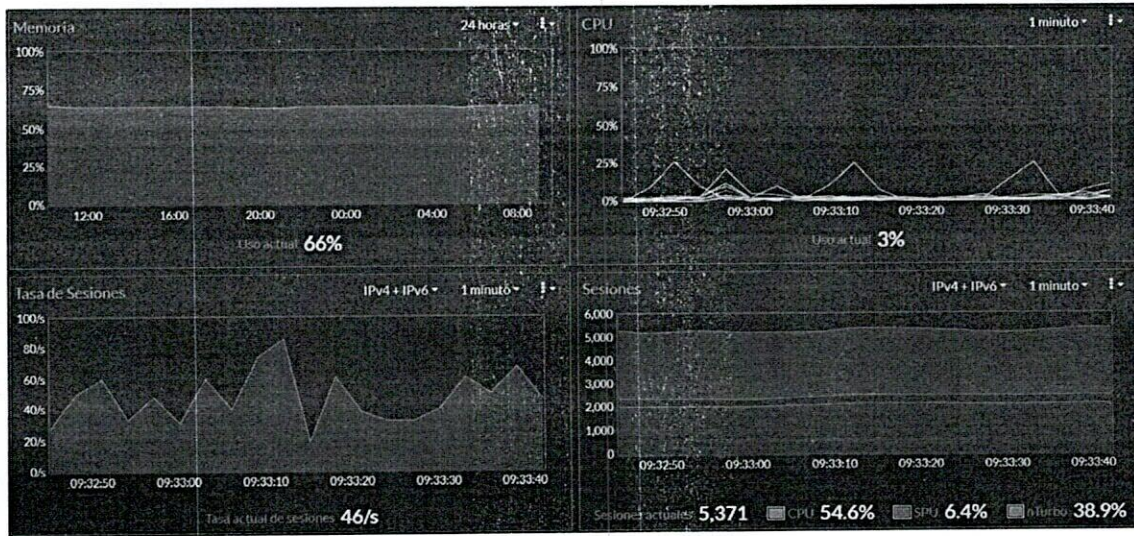 Memoria 24 horas
100%
75%
50%
25%
0%
12:00 16:00 20:00 00:00 04:00 08:00
Uso actual 66%
CPU 1 minuto
100%
75%
50%
25%
0%
09:32:50 09:33:00 09:33:10 09:33:20 09:33:30 09:33:40
Uso actual 3%
Tasa de Sesiones IPv4 + IPv6 1 minuto
100/s
80/s
60/s
40/s
20/s
0/s
09:32:50 09:33:00 09:33:10 09:33:20 09:33:30 09:33:40
Tasa actual de sesiones 46/s
Sesiones IPv4 + IPv6 1 minuto
6,000
5,000
4,000
3,000
2,000
1,000
0
09:32:50 09:33:00 09:33:10 09:33:20 09:33:30 09:33:40
Sesiones actuales 5,371 CPU 54.6% SPU 6.4% nTurbo 38.9%